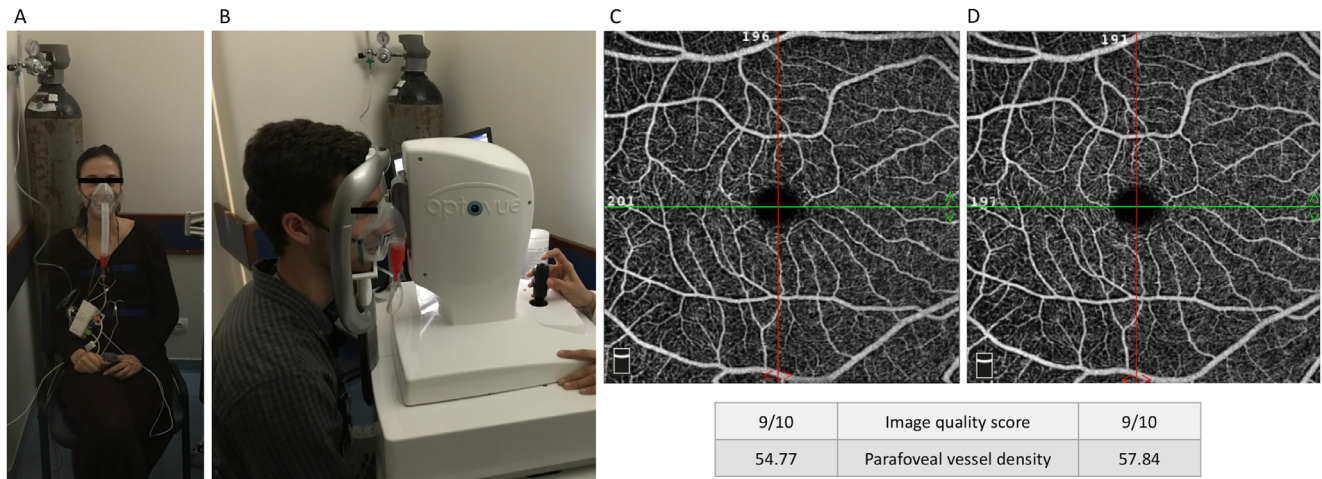 A
B
C
D
optovue
196
201
191
197
9/10 Image quality score 9/10
54.77 Parafoveal vessel density 57.84